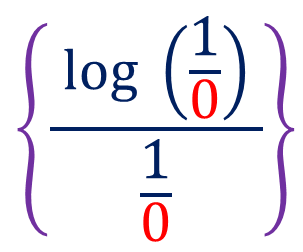 { log (1/0) / 1/0 }